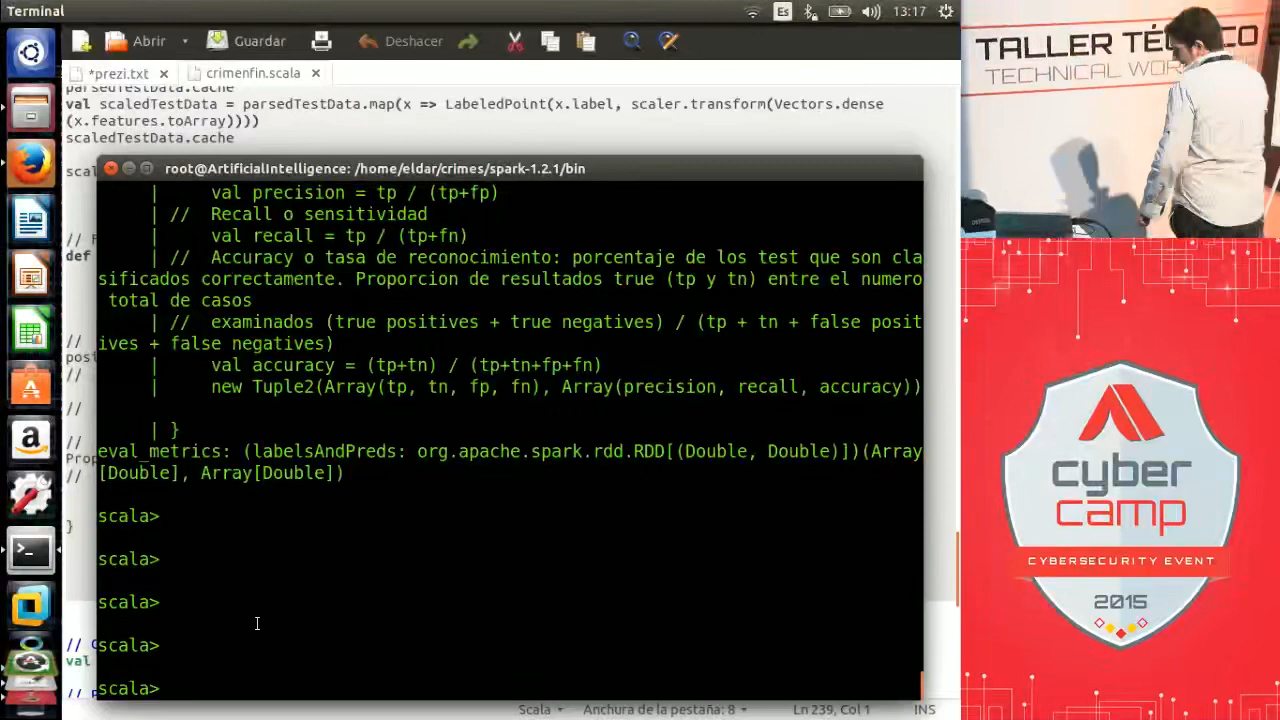 Terminal
Es
13:17
Abrir
Guardar
Deshacer
*prezi.txt
crimenfin.scala
parsedTestData.cache
val scaledTestData = parsedTestData.map(x => LabeledPoint(x.label, scaler.transform(Vectors.dense
(x.features.toArray))))
scaledTestData.cache
def
}
val
root@ArtificialIntelligence: /home/eldar/crimes/spark-1.2.1/bin
| val precision = tp / (tp+fp)
| // Recall o sensitividad
| val recall = tp / (tp+fn)
| // Accuracy o tasa de reconocimiento: porcentaje de los test que son cla
sificados correctamente. Proporcion de resultados true (tp y tn) entre el numero
total de casos
| // examinados (true positives + true negatives) / (tp + tn + false posit
ives + false negatives)
| val accuracy = (tp+tn) / (tp+tn+fp+fn)
| new Tuple2(Array(tp, tn, fp, fn), Array(precision, recall, accuracy))
| }
eval_metrics: (labelsAndPreds: org.apache.spark.rdd.RDD[(Double, Double)])(Array
[Double], Array[Double])
scala>
scala>
scala>
scala>
scala>
Scala
Anchura de la pestaña: 8
Ln 239, Col 1
INS
TALLER
TECHNICAL
cyber
camp
CYBERSECURITY EVENT
2015